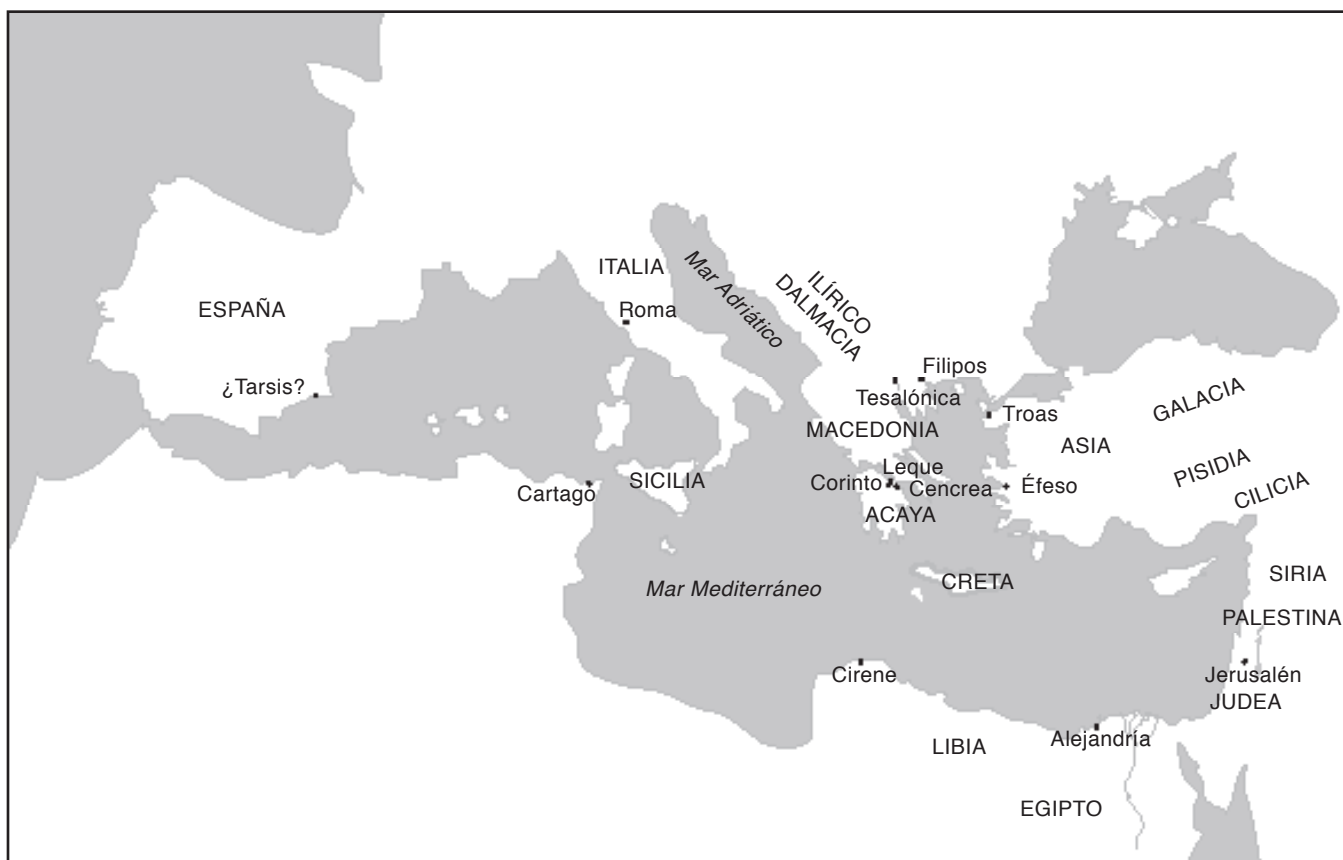 ITALIA
Mar Adriático
ILÍRICO
DALMACIA
ESPAÑA
Roma
Filipos
¿Tarsis?
Tesalónica
Troas
GALACIA
MACEDONIA
ASIA
PISIDIA
Leque
Cartago
SICILIA
Corinto
Cencrea
Éfeso
CILICIA
ACAYA
Mar Mediterráneo
CRETA
SIRIA
PALESTINA
Cirene
Jerusalén
JUDEA
LIBIA
Alejandría
EGIPTO